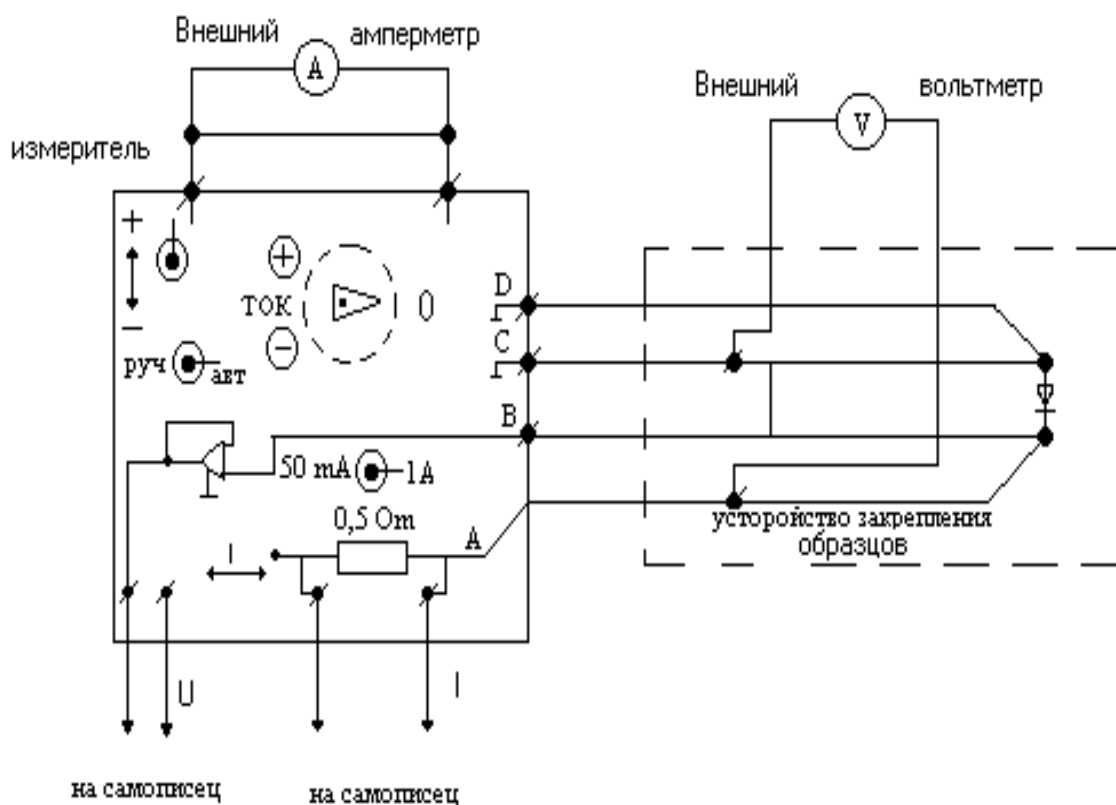 Внешний амперметр
Внешний вольтметр
измеритель
+
ток
0
D
–
C
руч
авт
B
50 mA
1A
0,5 Om
A
усторойство закрепления
образцов
I
U
I
на самописец
на самописец
A
V
+
–